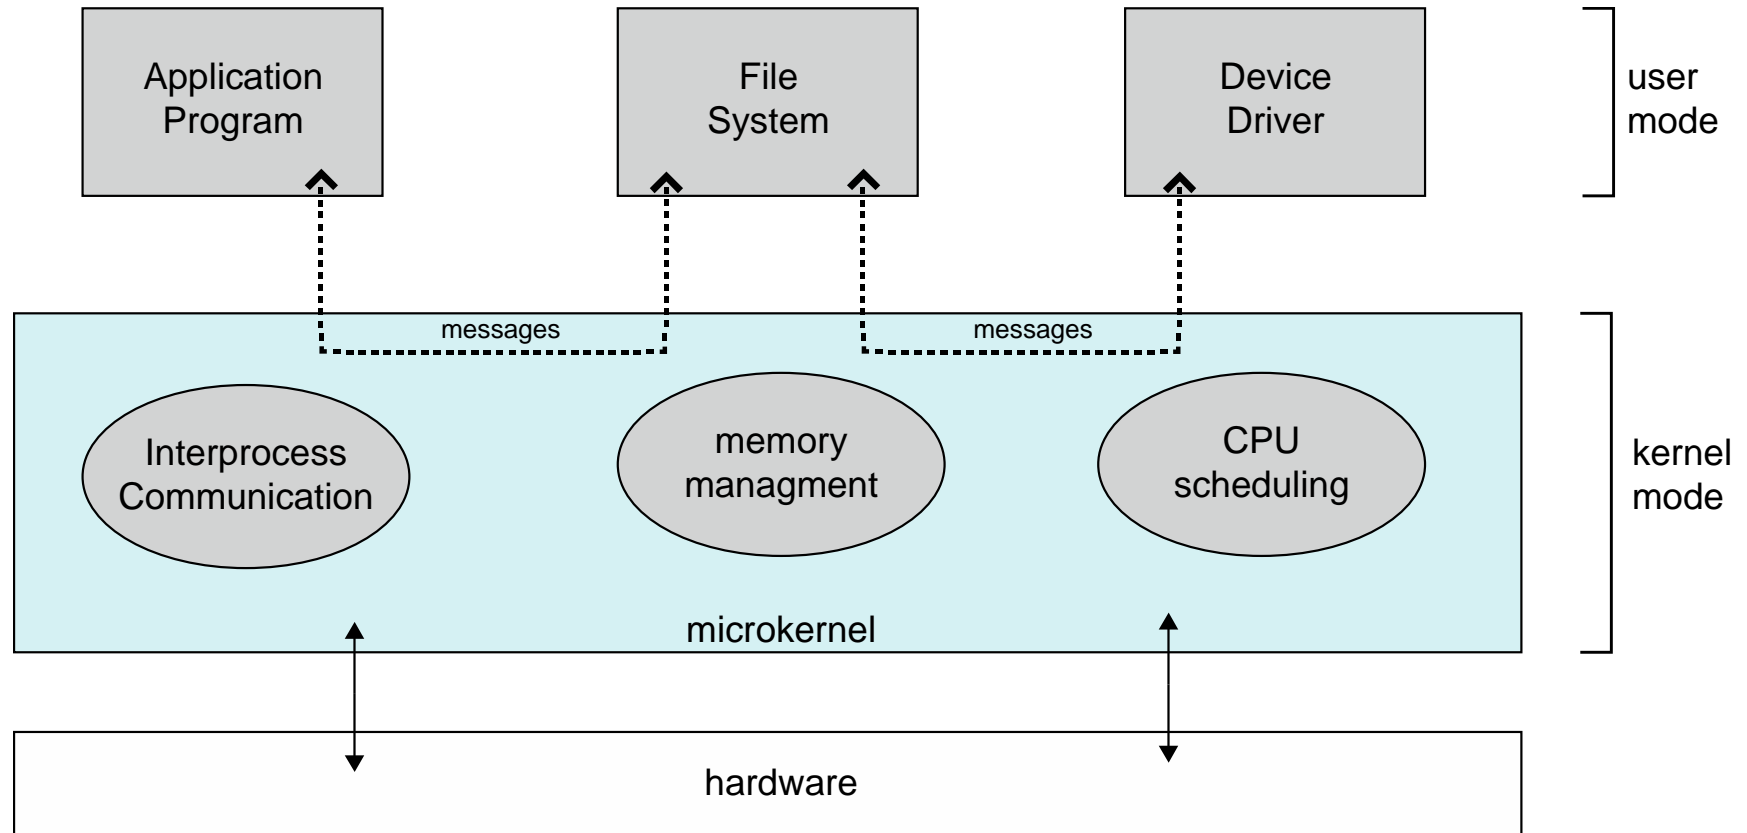 Application
Program
File
System
Device
Driver
user
mode
messages
messages
Interprocess
Communication
memory
managment
CPU
scheduling
kernel
mode
microkernel
hardware